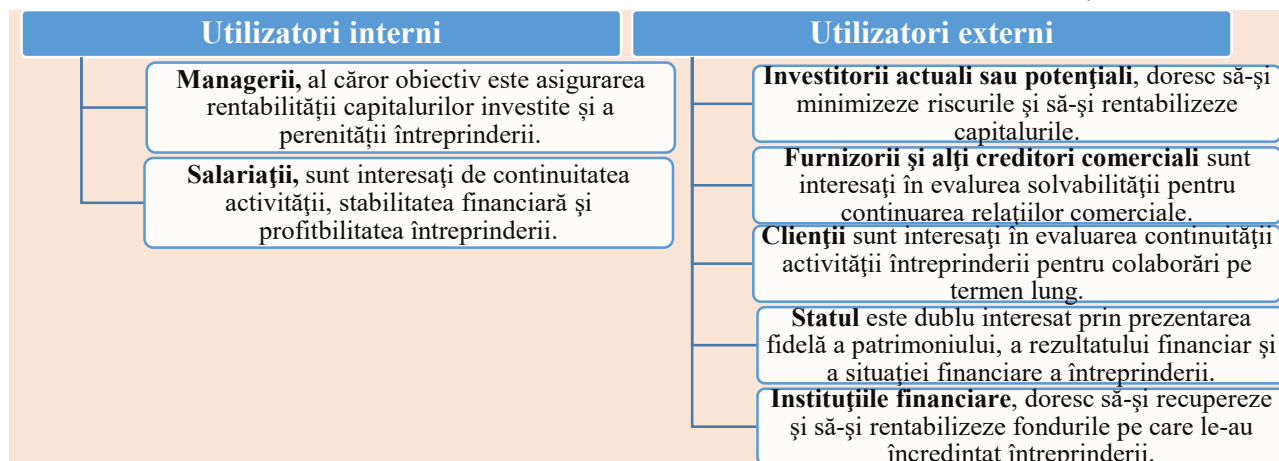 Utilizatori interni
Managerii, al căror obiectiv este asigurarea
rentabilității capitalurilor investite și a
perenității întreprinderii.
Salariaţii, sunt interesaţi de continuitatea
activităţii, stabilitatea financiară şi
profitbilitatea întreprinderii.
Utilizatori externi
Investitorii actuali sau potenţiali, doresc să-şi
minimizeze riscurile şi să-şi rentabilizeze
capitalurile.
Furnizorii şi alţi creditori comerciali sunt
interesaţi în evalurea solvabilităţii pentru
continuarea relaţiilor comerciale.
Clienţii sunt interesaţi în evaluarea continuităţii
activităţii întreprinderii pentru colaborări pe
termen lung.
Statul este dublu interesat prin prezentarea
fidelă a patrimoniului, a rezultatului financiar şi
a situaţiei financiare a întreprinderii.
Instituţiile financiare, doresc să-şi recupereze
şi să-şi rentabilizeze fondurile pe care le-au
încredinţat întreprinderii.